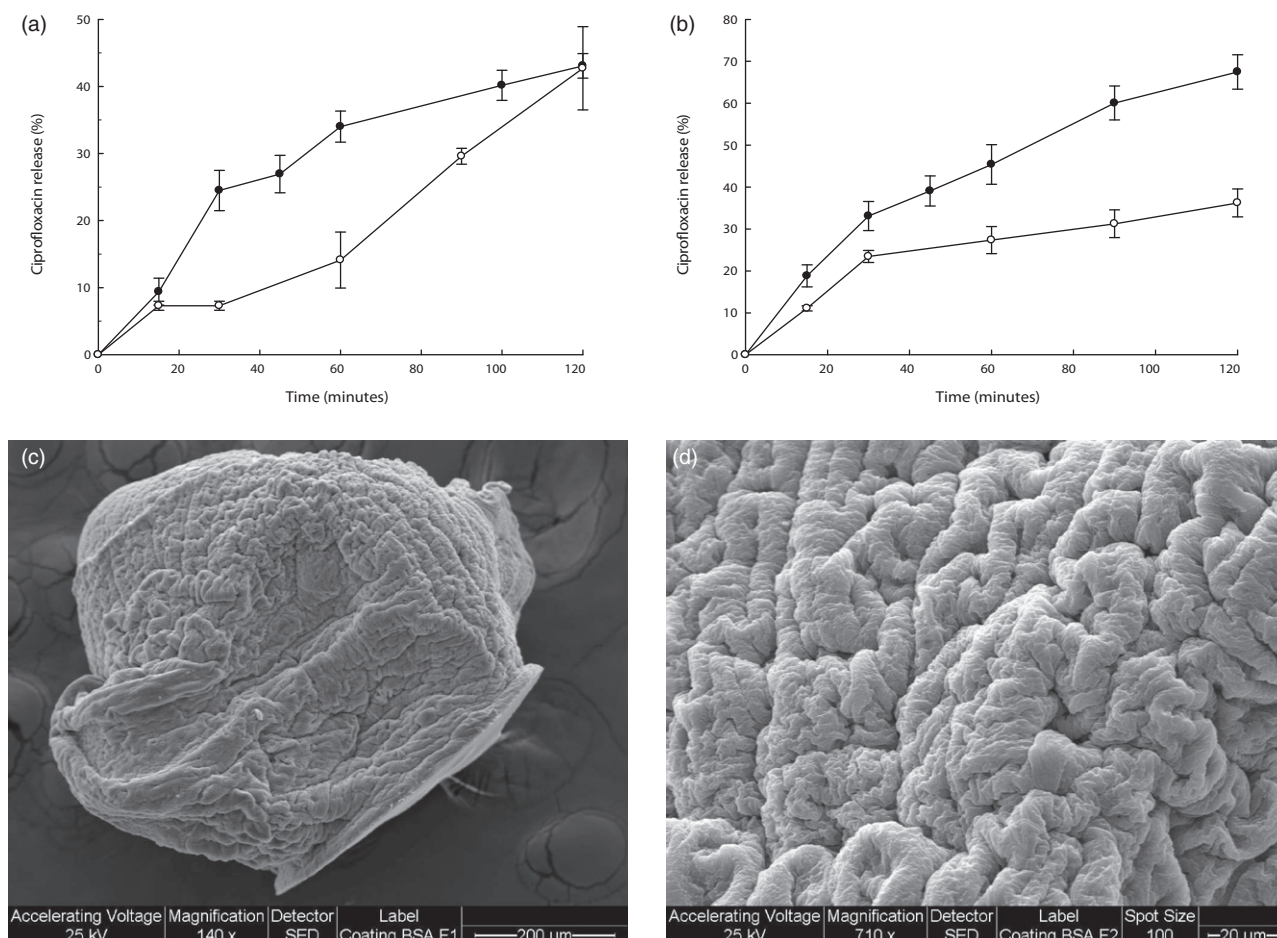 (a)
50
40
30
20
10
0
Ciprofloxacin release (%)
0 20 40 60 80 100 120
Time (minutes)
(b)
80
70
60
50
40
30
20
10
0
Ciprofloxacin release (%)
0 20 40 60 80 100 120
Time (minutes)
(c)
Accelerating Voltage Magnification Detector Label
25 kV 140 x SED Coating BSA F1 200 µm
(d)
Accelerating Voltage Magnification Detector Label Spot Size
25 kV 710 x SED Coating BSA F2 100 20 µm